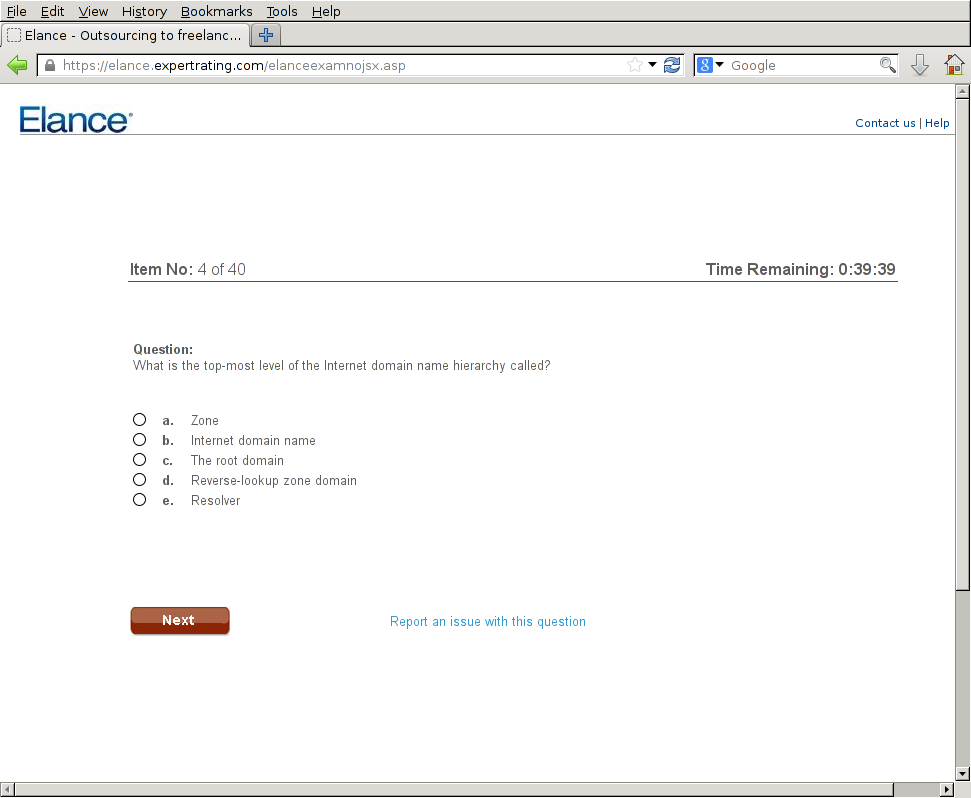 File Edit View History Bookmarks Tools Help
Elance - Outsourcing to freelanc...
https://elance.expertrating.com/elanceexamnojsx.asp
8 Google
Elance
Contact us | Help
Item No: 4 of 40 Time Remaining: 0:39:39
Question:
What is the top-most level of the Internet domain name hierarchy called?
a. Zone
b. Internet domain name
c. The root domain
d. Reverse-lookup zone domain
e. Resolver
Next Report an issue with this question